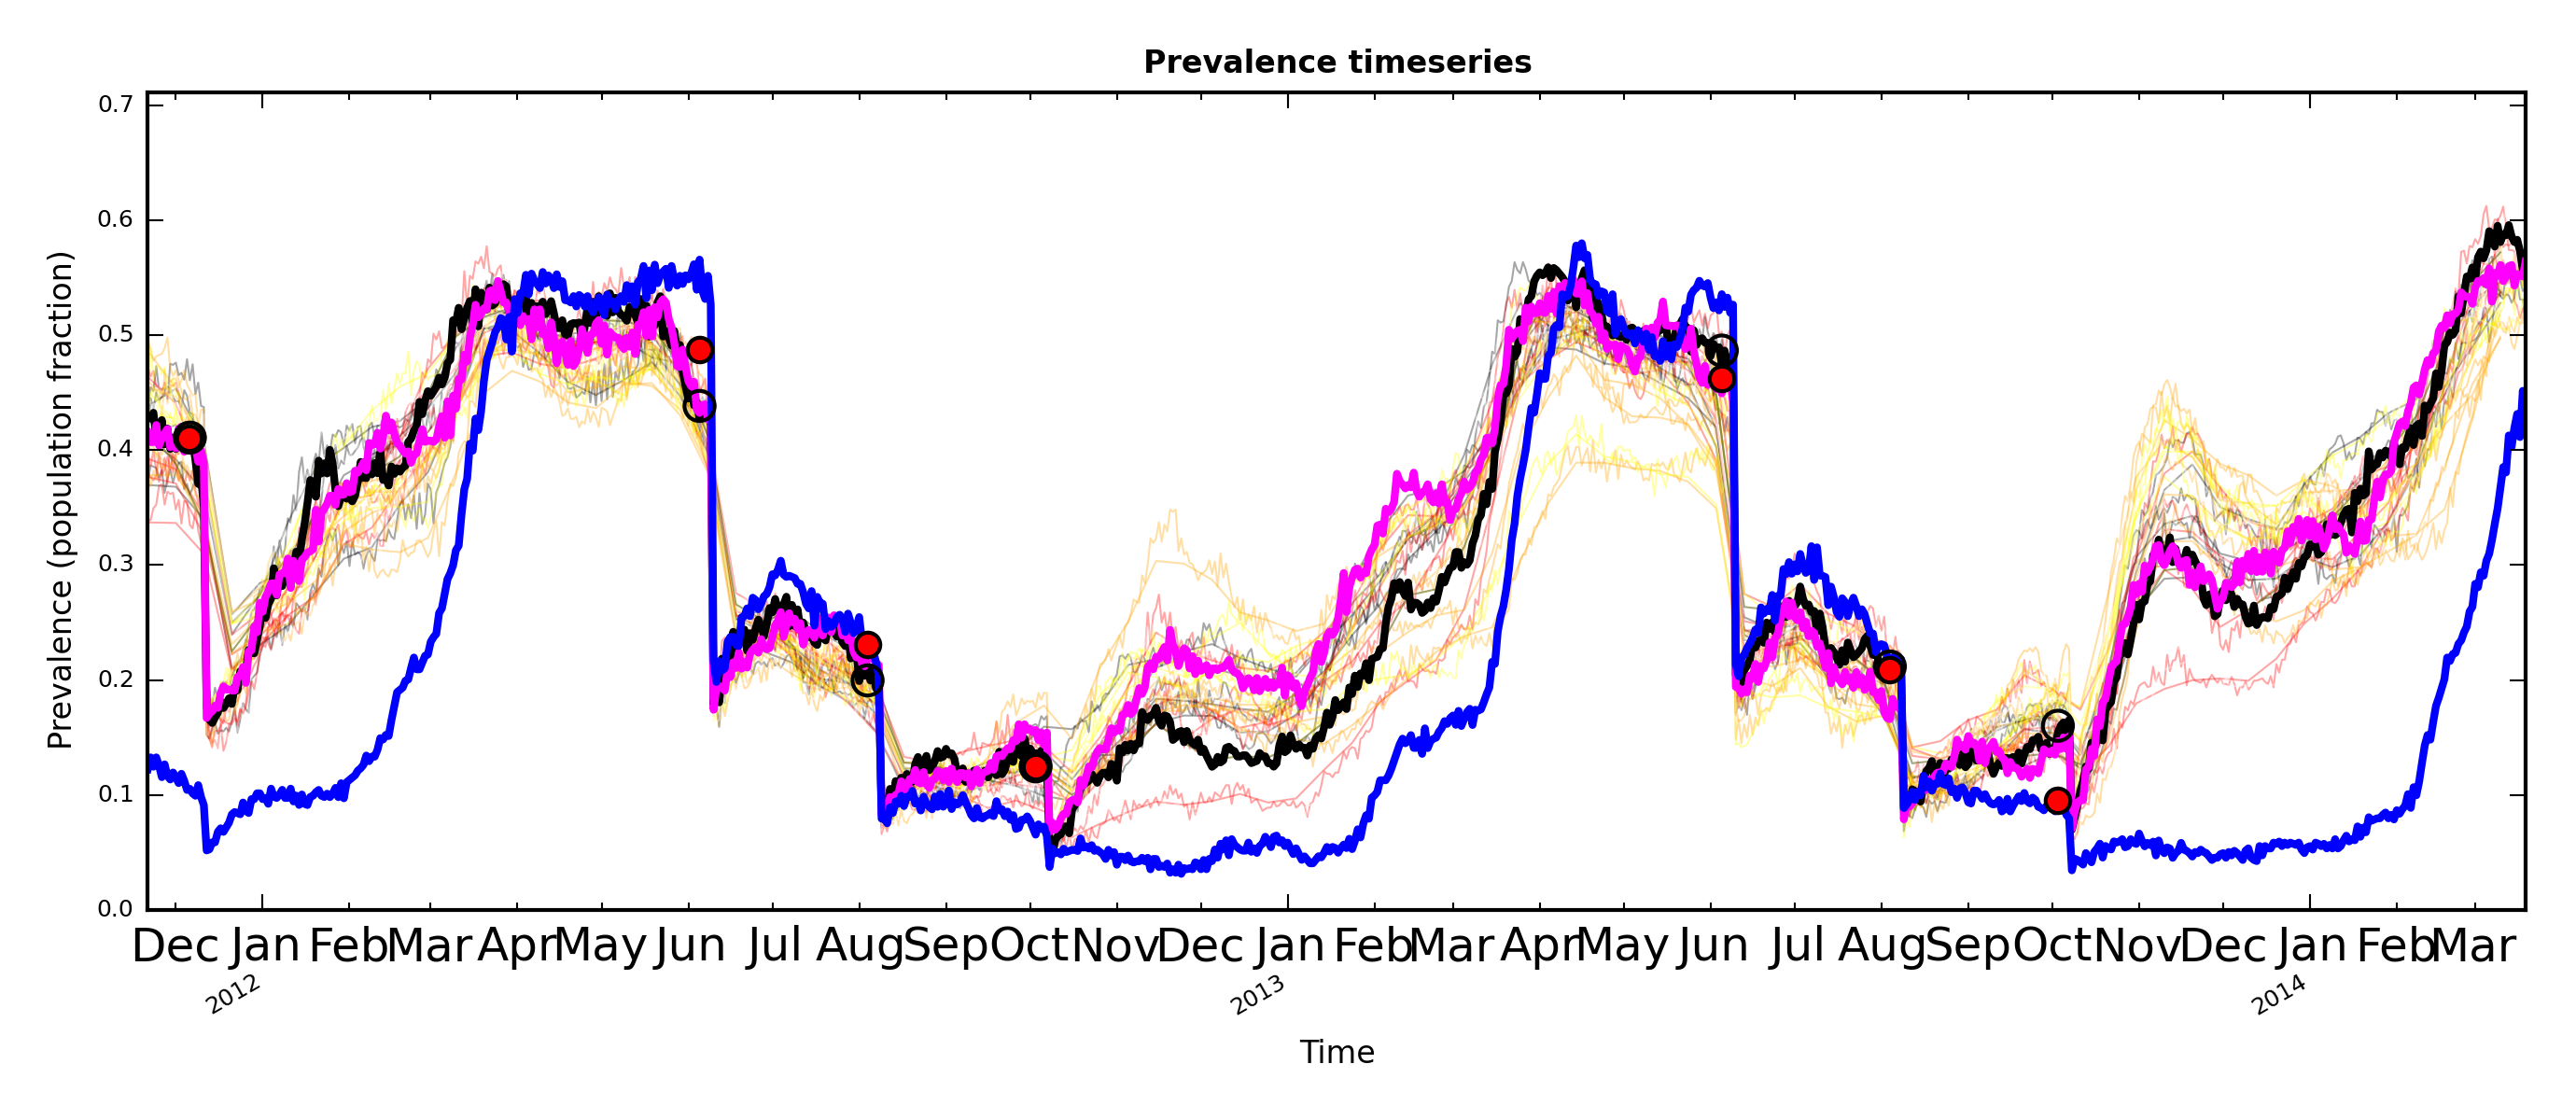 Prevalence timeseries
0.7
0.6
0.5
0.4
0.3
0.2
0.1
0.0
Prevalence (population fraction)
Dec Jan Feb Mar Apr May Jun Jul Aug Sep Oct Nov Dec Jan Feb Mar Apr May Jun Jul Aug Sep Oct Nov Dec Jan Feb Mar
2012 2013 2014
Time